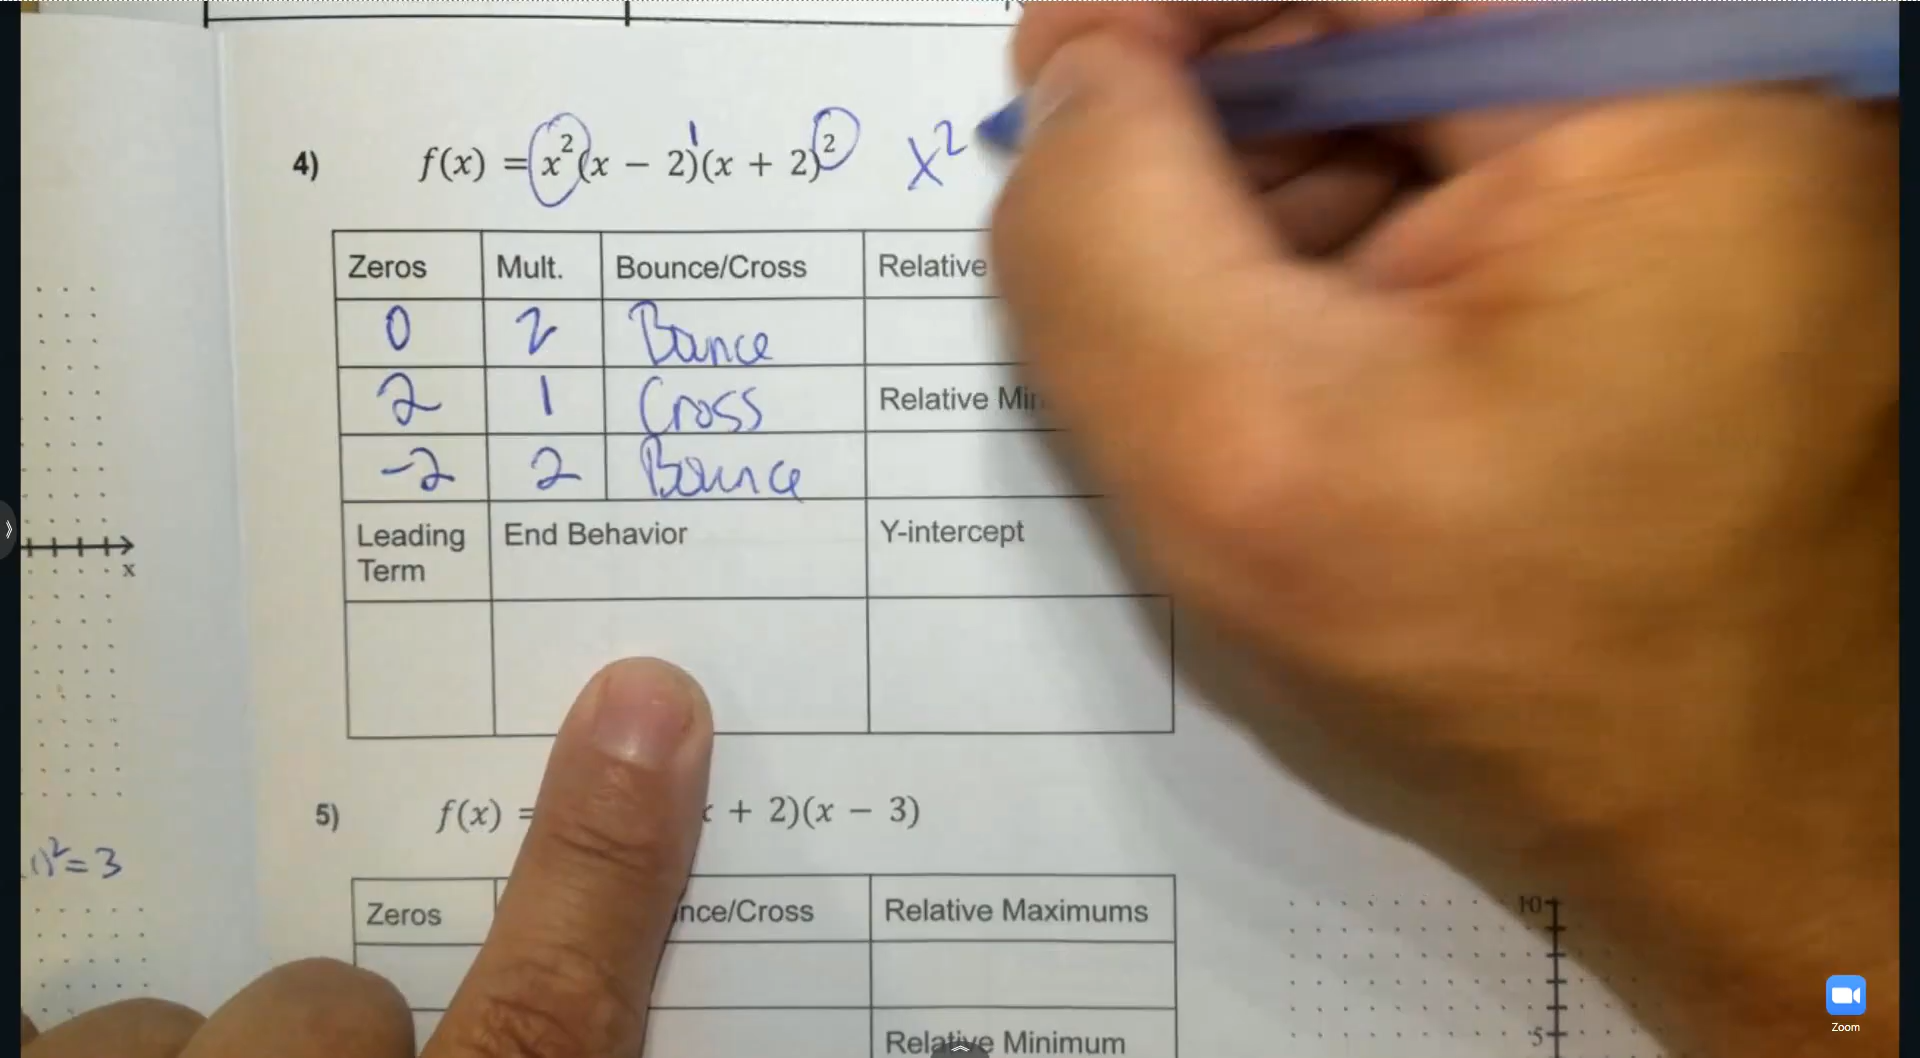 4) f(x) = x²(x − 2)¹(x + 2)² x²
Zeros Mult. Bounce/Cross Relative
0 2 Bounce
2 1 Cross Relative Min
-2 2 Bounce
Leading Term End Behavior Y-intercept
x
5) f(x) = + 2)(x − 3)
)² = 3
Zeros nce/Cross Relative Maximums
10
Relative Minimum
5
Zoom